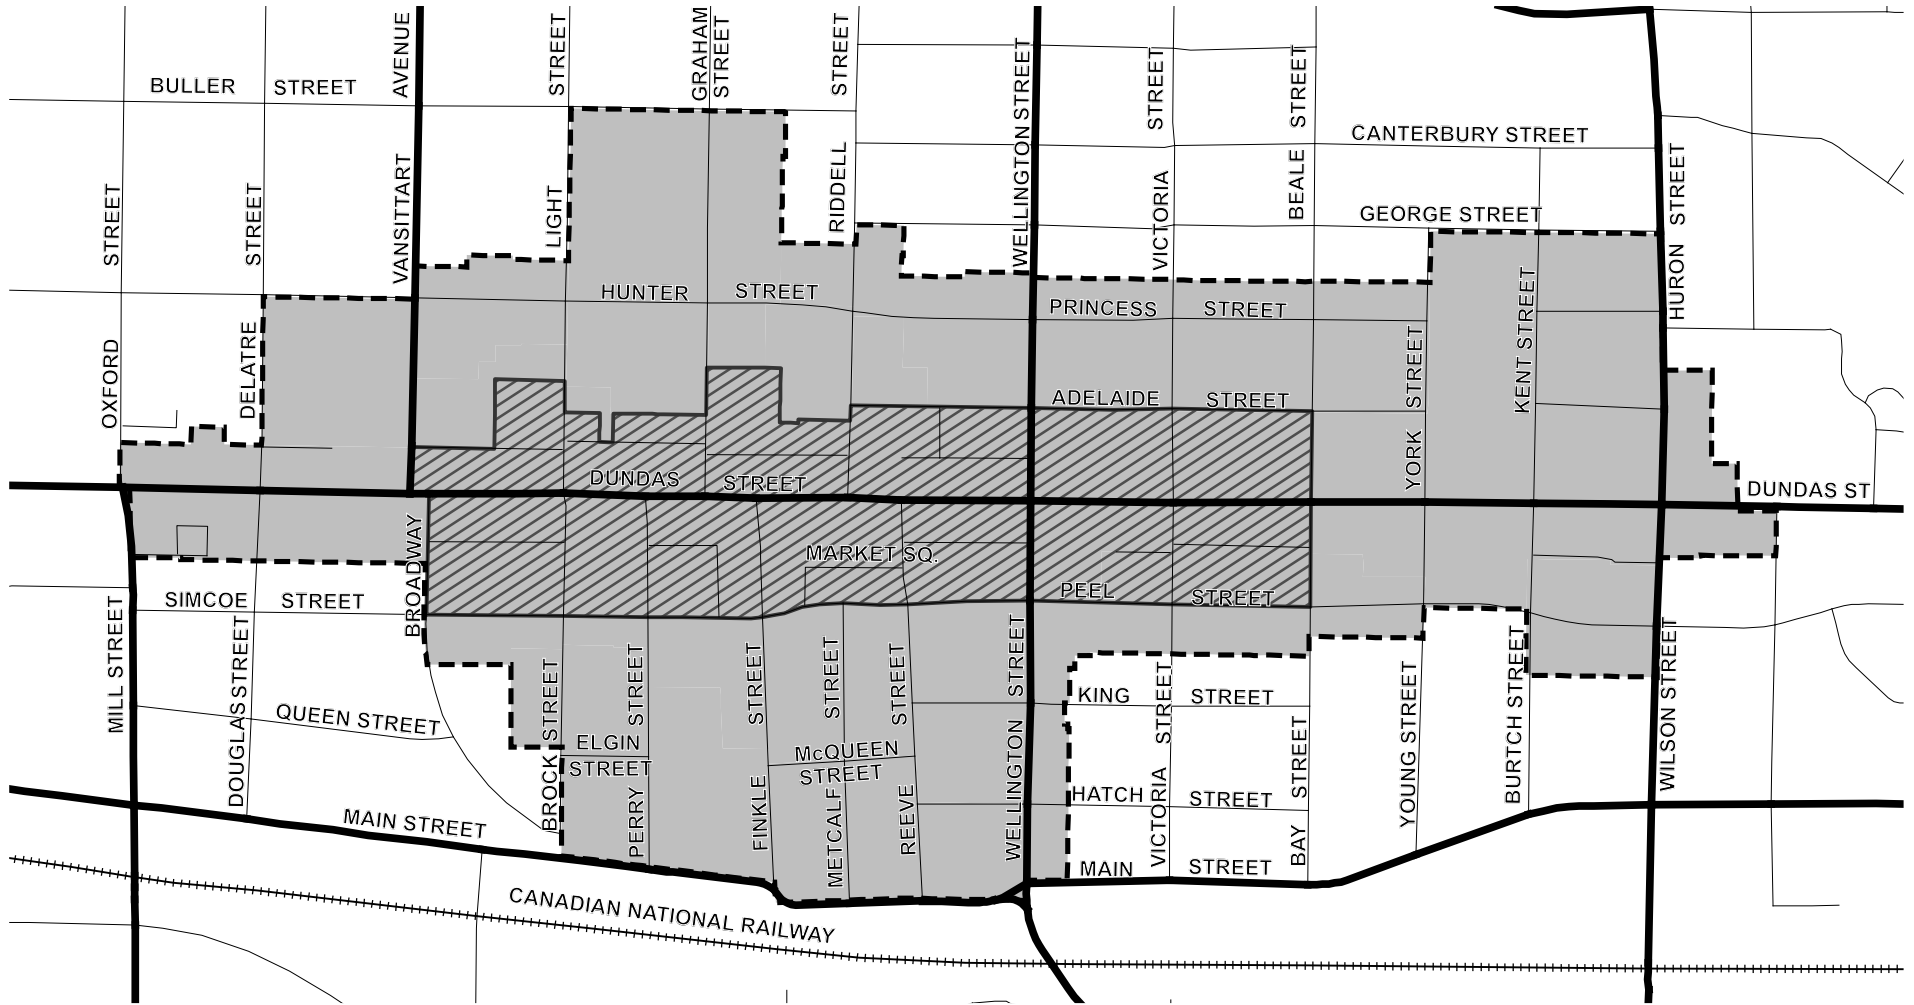 BULLER STREET
AVENUE
VANSITTART
STREET
LIGHT
GRAHAM
STREET
STREET
RIDDELL
WELLINGTON STREET
STREET
VICTORIA
STREET
BEALE
CANTERBURY STREET
GEORGE STREET
STREET
HURON
STREET
OXFORD
STREET
DELATRE
HUNTER STREET
PRINCESS STREET
ADELAIDE STREET
STREET
YORK
KENT STREET
DUNDAS STREET
DUNDAS ST
BROADWAY
MARKET SQ.
PEEL STREET
SIMCOE STREET
MILL STREET
DOUGLAS STREET
QUEEN STREET
STREET
BROCK
ELGIN
STREET
STREET
PERRY
STREET
FINKLE
STREET
METCALF
McQUEEN
STREET
STREET
REEVE
STREET
WELLINGTON
KING STREET
STREET
VICTORIA
HATCH STREET
STREET
BAY
YOUNG STREET
BURTCH STREET
WILSON STREET
MAIN STREET
MAIN STREET
CANADIAN NATIONAL RAILWAY